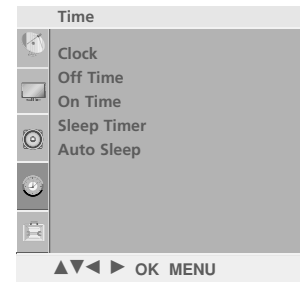 Time
Clock
Off Time
On Time
Sleep Timer
Auto Sleep
▲▼◄ ► OK MENU